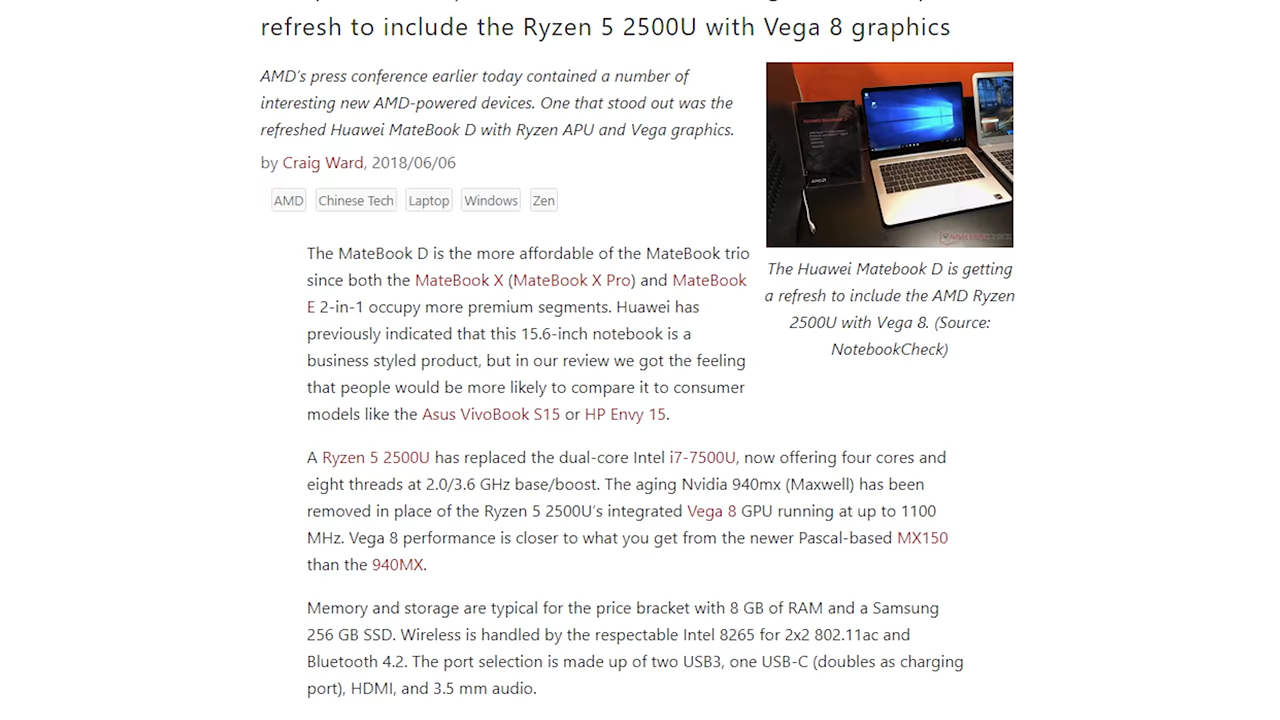 refresh to include the Ryzen 5 2500U with Vega 8 graphics
AMD's press conference earlier today contained a number of
interesting new AMD-powered devices. One that stood out was the
refreshed Huawei MateBook D with Ryzen APU and Vega graphics.
by Craig Ward, 2018/06/06
AMD Chinese Tech Laptop Windows Zen
The MateBook D is the more affordable of the MateBook trio
since both the MateBook X (MateBook X Pro) and MateBook
E 2-in-1 occupy more premium segments. Huawei has
previously indicated that this 15.6-inch notebook is a
business styled product, but in our review we got the feeling
that people would be more likely to compare it to consumer
models like the Asus VivoBook S15 or HP Envy 15.
The Huawei Matebook D is getting
a refresh to include the AMD Ryzen
2500U with Vega 8. (Source:
NotebookCheck)
A Ryzen 5 2500U has replaced the dual-core Intel i7-7500U, now offering four cores and
eight threads at 2.0/3.6 GHz base/boost. The aging Nvidia 940mx (Maxwell) has been
removed in place of the Ryzen 5 2500U's integrated Vega 8 GPU running at up to 1100
MHz. Vega 8 performance is closer to what you get from the newer Pascal-based MX150
than the 940MX.
Memory and storage are typical for the price bracket with 8 GB of RAM and a Samsung
256 GB SSD. Wireless is handled by the respectable Intel 8265 for 2x2 802.11ac and
Bluetooth 4.2. The port selection is made up of two USB3, one USB-C (doubles as charging
port), HDMI, and 3.5 mm audio.